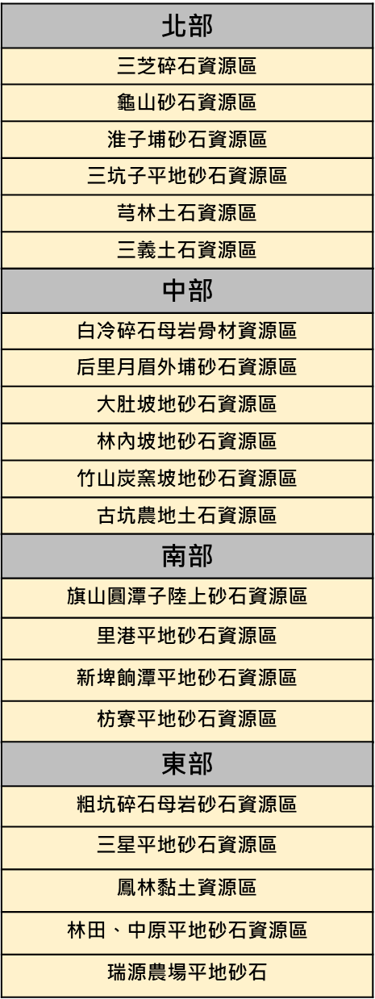 北部
三芝碎石資源區
龜山砂石資源區
淮子埔砂石資源區
三坑子平地砂石資源區
芎林土石資源區
三義土石資源區
中部
白冷碎石母岩骨材資源區
后里月眉外埔砂石資源區
大肚坡地砂石資源區
林內坡地砂石資源區
竹山炭窯坡地砂石資源區
古坑農地土石資源區
南部
旗山圓潭子陸上砂石資源區
里港平地砂石資源區
新埤餉潭平地砂石資源區
枋寮平地砂石資源區
東部
粗坑碎石母岩砂石資源區
三星平地砂石資源區
鳳林黏土資源區
林田、中原平地砂石資源區
瑞源農場平地砂石